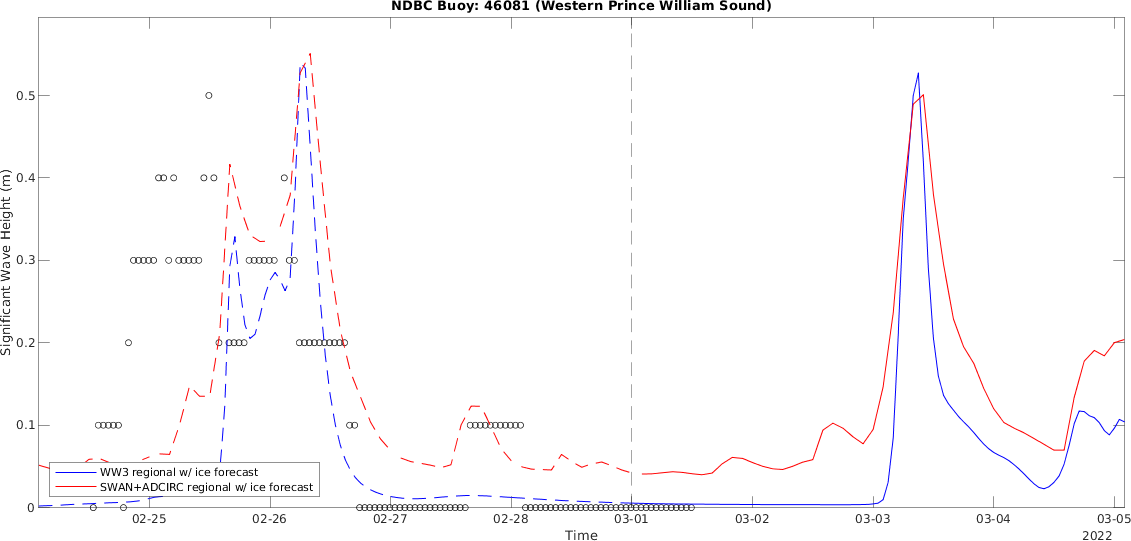 NDBC Buoy: 46081 (Western Prince William Sound)
Significant Wave Height (m)
0.5
0.4
0.3
0.2
0.1
0
WW3 regional w/ ice forecast
SWAN+ADCIRC regional w/ ice forecast
02-25 02-26 02-27 02-28 03-01 03-02 03-03 03-04 03-05
Time
2022